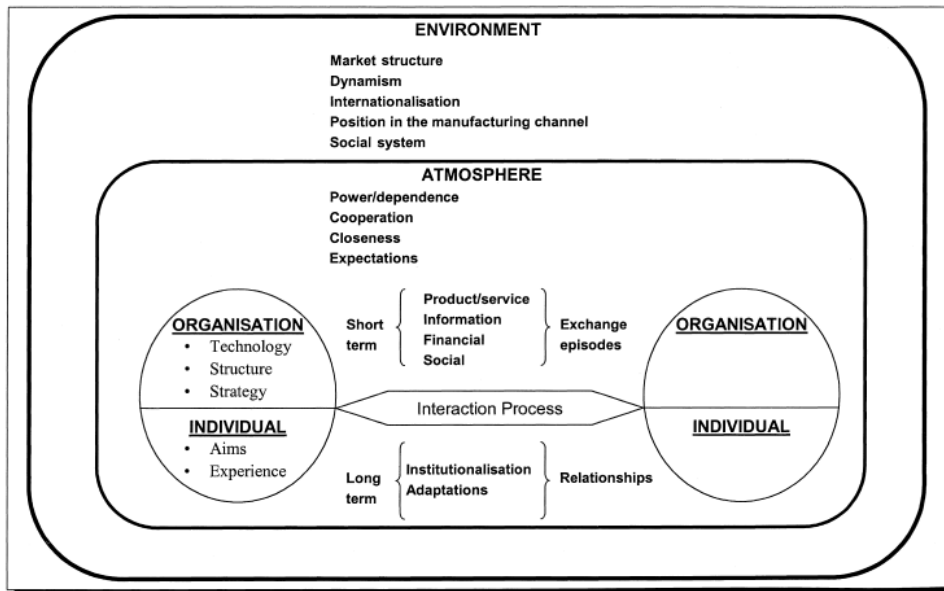 ENVIRONMENT
Market structure
Dynamism
Internationalisation
Position in the manufacturing channel
Social system
ATMOSPHERE
Power/dependence
Cooperation
Closeness
Expectations
ORGANISATION
• Technology
• Structure
• Strategy
INDIVIDUAL
• Aims
• Experience
Short
term
Product/service
Information
Financial
Social
Exchange
episodes
Interaction Process
Long
term
Institutionalisation
Adaptations
Relationships
ORGANISATION
INDIVIDUAL